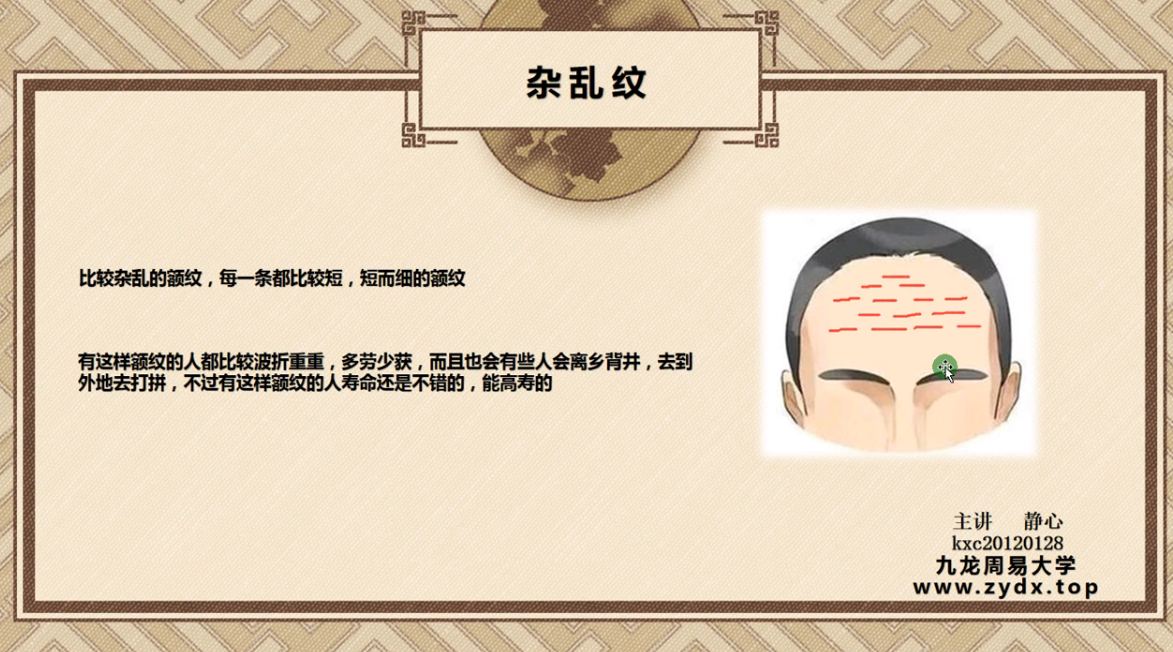 杂乱纹
比较杂乱的额纹，每一条都比较短，短而细的额纹
有这样额纹的人都比较波折重重，多劳少获，而且也会有些人会离乡背井，去到
外地去打拼，不过有这样额纹的人寿命还是不错的，能高寿的
主讲 静心
kxc20120128
九龙周易大学
www.zydx.top